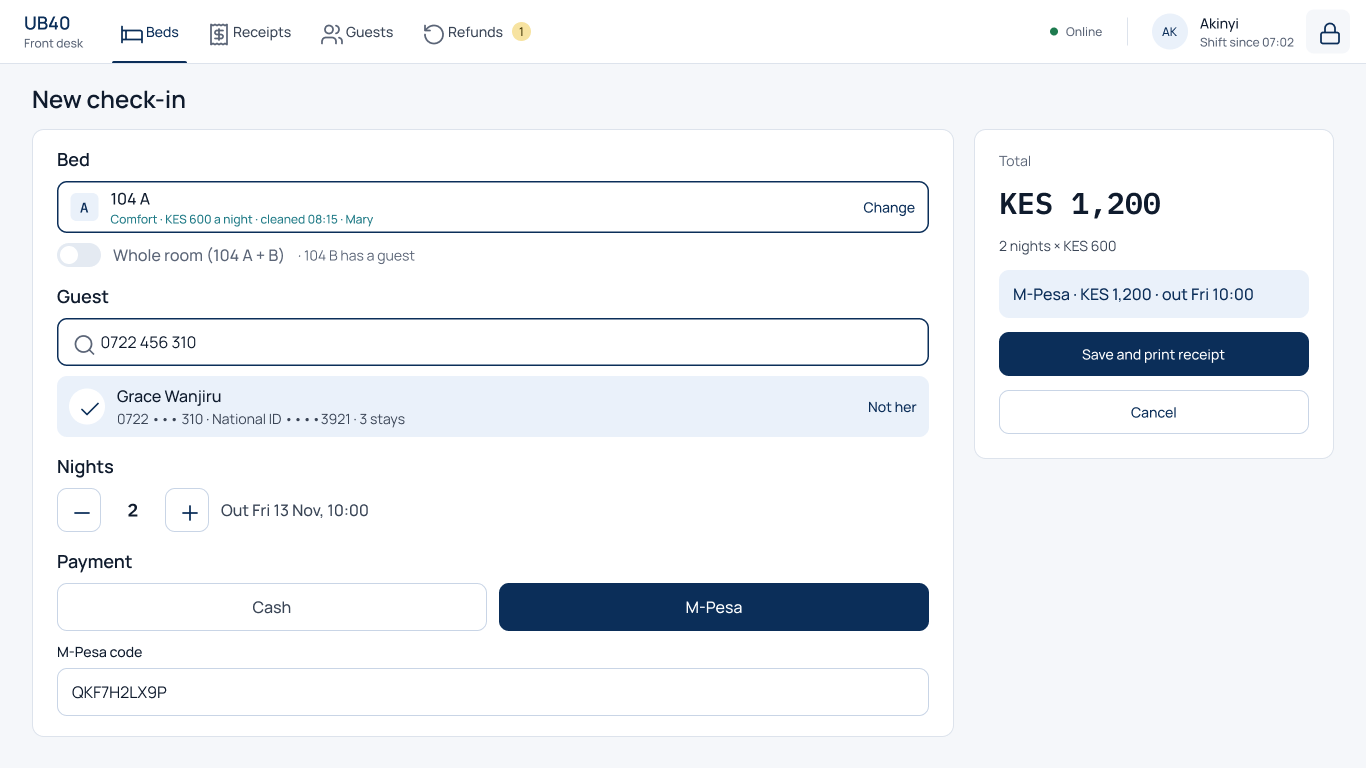 UB40
Front desk
Beds
Receipts
Guests
Refunds 1
Online
AK
Akinyi
Shift since 07:02
New check-in
Bed
A
104 A
Comfort · KES 600 a night · cleaned 08:15 · Mary
Change
Whole room (104 A + B) · 104 B has a guest
Guest
0722 456 310
Grace Wanjiru
0722 ••• 310 · National ID ••••3921 · 3 stays
Not her
Nights
2
Out Fri 13 Nov, 10:00
Payment
Cash
M-Pesa
M-Pesa code
QKF7H2LX9P
Total
KES 1,200
2 nights × KES 600
M-Pesa · KES 1,200 · out Fri 10:00
Save and print receipt
Cancel